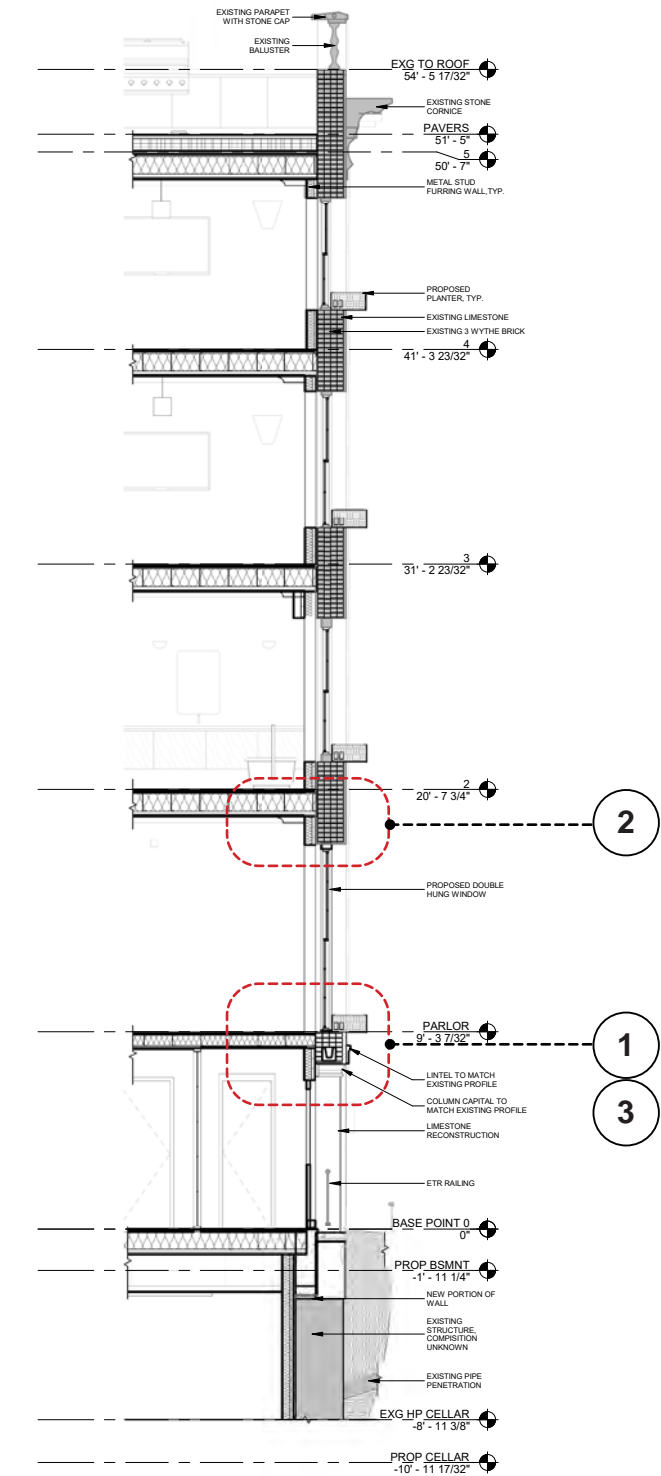 EXISTING PARAPET
WITH STONE CAP
EXISTING
BALUSTER
EXG TO ROOF
54' - 5 17/32"
EXISTING STONE
CORNICE
PAVERS
51' - 5"
5
50' - 7"
METAL STUD
FURRING WALL,TYP.
PROPOSED
PLANTER, TYP.
EXISTING LIMESTONE
EXISTING 3 WYTHE BRICK
4
41' - 3 23/32"
3
31' - 2 23/32"
2
20' - 7 3/4"
2
PROPOSED DOUBLE
HUNG WINDOW
PARLOR
9' - 3 7/32"
1
LINTEL TO MATCH
EXISTING PROFILE
COLUMN CAPITAL TO
MATCH EXISTING PROFILE
3
LIMESTONE
RECONSTRUCTION
ETR RAILING
BASE POINT 0
0"
PROP BSMNT
-1' - 11 1/4"
NEW PORTION OF
WALL
EXISTING
STRUCTURE,
COMPISITION
UNKNOWN
EXISTING PIPE
PENETRATION
EXG HP CELLAR
-8' - 11 3/8"
PROP CELLAR
-10' - 11 17/32"